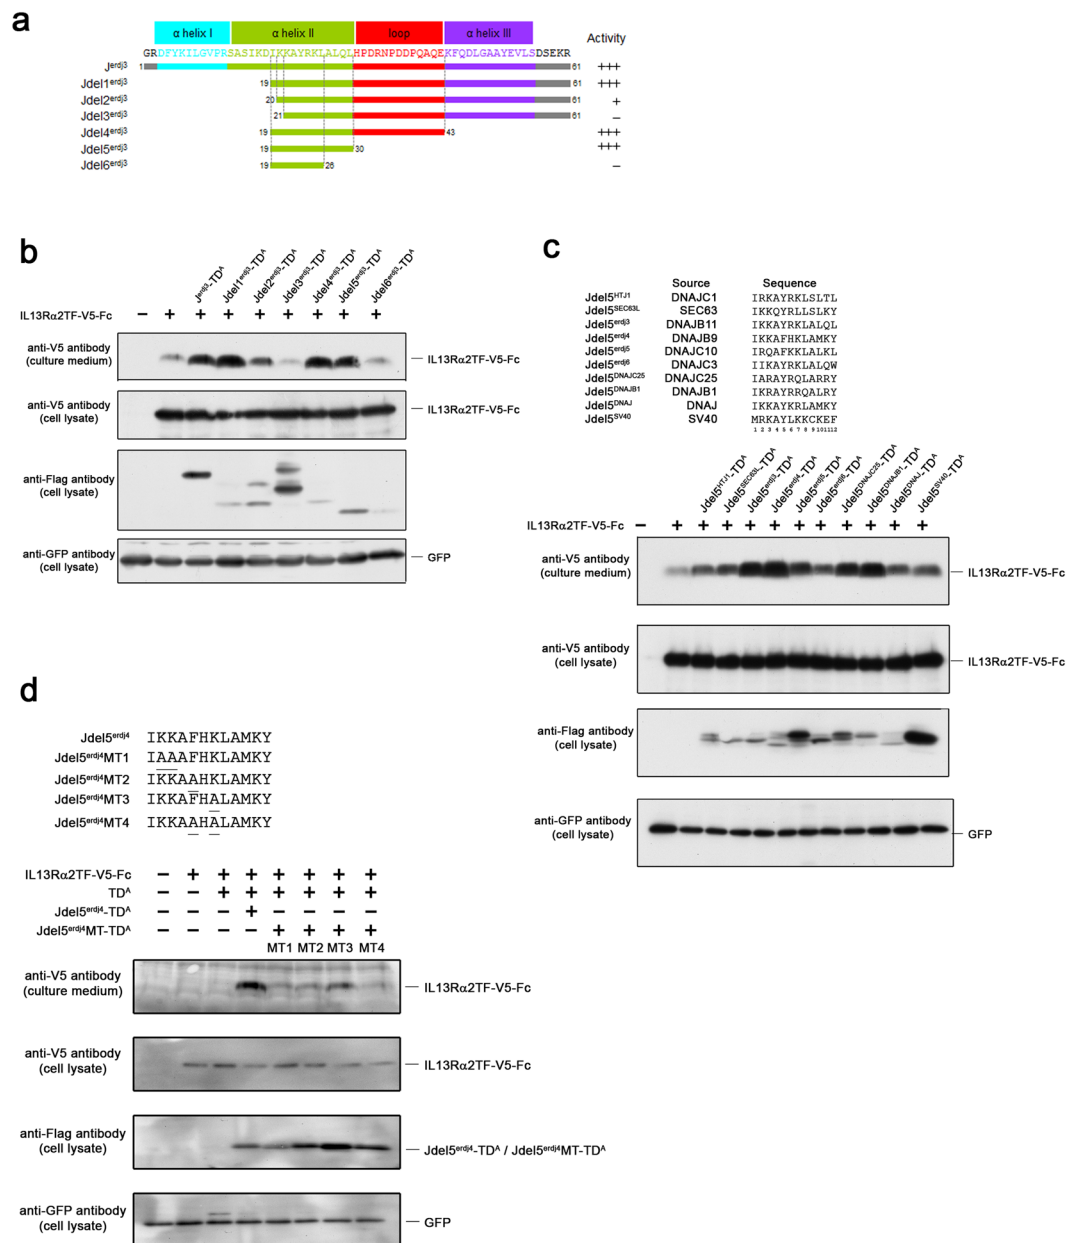 a
α helix I α helix II loop α helix III Activity
GRDFYKILGVPRSASIKDIKKAYRKLALQLHPDRNPDDPQAQEKFQDLGAAYEVLSDSEKR
Jerdj3 1 61 +++
Jdel1erdj3 19 61 +++
Jdel2erdj3 20 61 +
Jdel3erdj3 21 61 −
Jdel4erdj3 19 43 +++
Jdel5erdj3 19 30 +++
Jdel6erdj3 19 26 −
b
Jerdj3-TDA Jdel1erdj3-TDA Jdel2erdj3-TDA Jdel3erdj3-TDA Jdel4erdj3-TDA Jdel5erdj3-TDA Jdel6erdj3-TDA
IL13Rα2TF-V5-Fc − + + + + + + + +
anti-V5 antibody
(culture medium)
IL13Rα2TF-V5-Fc
anti-V5 antibody
(cell lysate)
IL13Rα2TF-V5-Fc
anti-Flag antibody
(cell lysate)
anti-GFP antibody
(cell lysate)
GFP
c
Source Sequence
Jdel5HTJ1 DNAJC1 IRKAYRKLSLTL
Jdel5SEC63L SEC63 IKKQYRLLSLKY
Jdel5erdj3 DNAJB11 IKKAYRKLALQL
Jdel5erdj4 DNAJB9 IKKAFHKLAMKY
Jdel5erdj5 DNAJC10 IRQAFKKLALKL
Jdel5erdj6 DNAJC3 IIKAYRKLALQW
Jdel5DNAJC25 DNAJC25 IARAYRQLARRY
Jdel5DNAJB1 DNAJB1 IKRAYRRQALRY
Jdel5DNAJ DNAJ IKKAYKRLAMKY
Jdel5SV40 SV40 MRKAYLKKCKEF
1 2 3 4 5 6 7 8 9 10 11 12
Jdel5HTJ1-TDA Jdel5SEC63L-TDA Jdel5erdj3-TDA Jdel5erdj4-TDA Jdel5erdj5-TDA Jdel5erdj6-TDA Jdel5DNAJC25-TDA Jdel5DNAJB1-TDA Jdel5DNAJ-TDA Jdel5SV40-TDA
IL13Rα2TF-V5-Fc − + + + + + + + + + + +
anti-V5 antibody
(culture medium)
IL13Rα2TF-V5-Fc
anti-V5 antibody
(cell lysate)
IL13Rα2TF-V5-Fc
anti-Flag antibody
(cell lysate)
anti-GFP antibody
(cell lysate)
GFP
d
Jdel5erdj4 IKKAFHKLAMKY
Jdel5erdj4MT1 IAAAFHKLAMKY
Jdel5erdj4MT2 IKKAAHKLAMKY
Jdel5erdj4MT3 IKKAFHALAMKY
Jdel5erdj4MT4 IKKAAHALAMKY
IL13Rα2TF-V5-Fc − + + + + + + +
TDA − − + + + + + +
Jdel5erdj4-TDA − − − + − − − −
Jdel5erdj4MT-TDA − − − − + + + +
MT1 MT2 MT3 MT4
anti-V5 antibody
(culture medium)
IL13Rα2TF-V5-Fc
anti-V5 antibody
(cell lysate)
IL13Rα2TF-V5-Fc
anti-Flag antibody
(cell lysate)
Jdel5erdj4-TDA / Jdel5erdj4MT-TDA
anti-GFP antibody
(cell lysate)
GFP